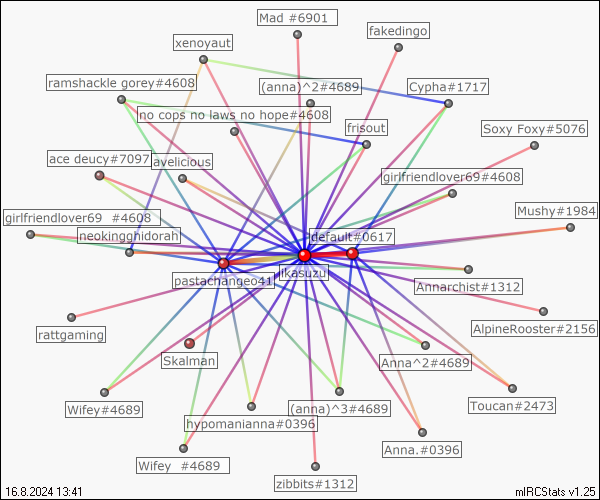 Mad #6901
fakedingo
xenoyaut
ramshackle gorey#4608
(anna)^2#4689
Cypha#1717
no cops no laws no hope#4608
frisout
Soxy Foxy#5076
ace deucy#7097
avelicious
girlfriendlover69#4608
girlfriendlover69 #4608
Mushy#1984
neokingghidorah
default#0617
pastachangeo41
jikasuzu
Annarchist#1312
rattgaming
AlpineRooster#2156
Skalman
Anna^2#4689
Wifey#4689
(anna)^3#4689
Toucan#2473
hypomanianna#0396
Anna.#0396
Wifey #4689
zibbits#1312
16.8.2024 13:41
mIRCStats v1.25